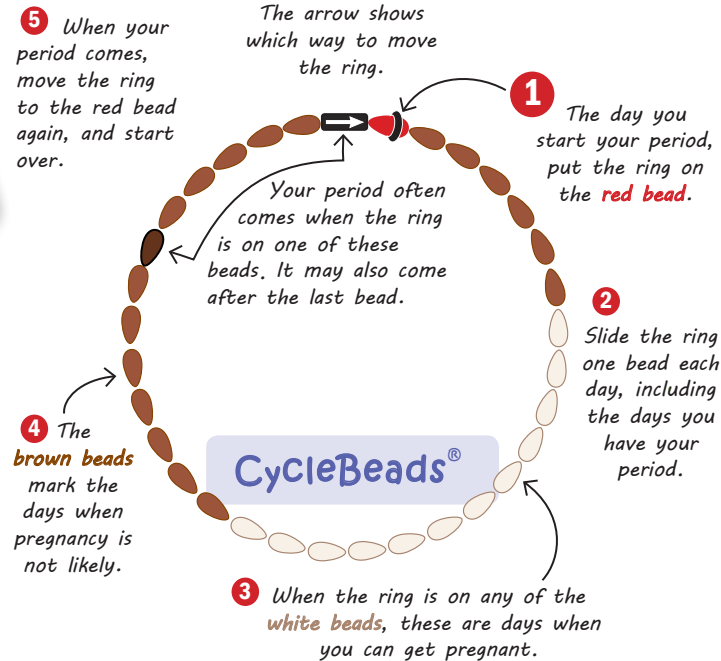 The arrow shows
which way to move
the ring.
1
The day you
start your period,
put the ring on
the red bead.
2
Slide the ring
one bead each
day, including
the days you
have your
period.
3 When the ring is on any of the
white beads, these are days when
you can get pregnant.
4 The
brown beads
mark the
days when
pregnancy is
not likely.
5 When your
period comes,
move the ring
to the red bead
again, and start
over.
Your period often
comes when the ring
is on one of these
beads. It may also come
after the last bead.
CycleBeads®